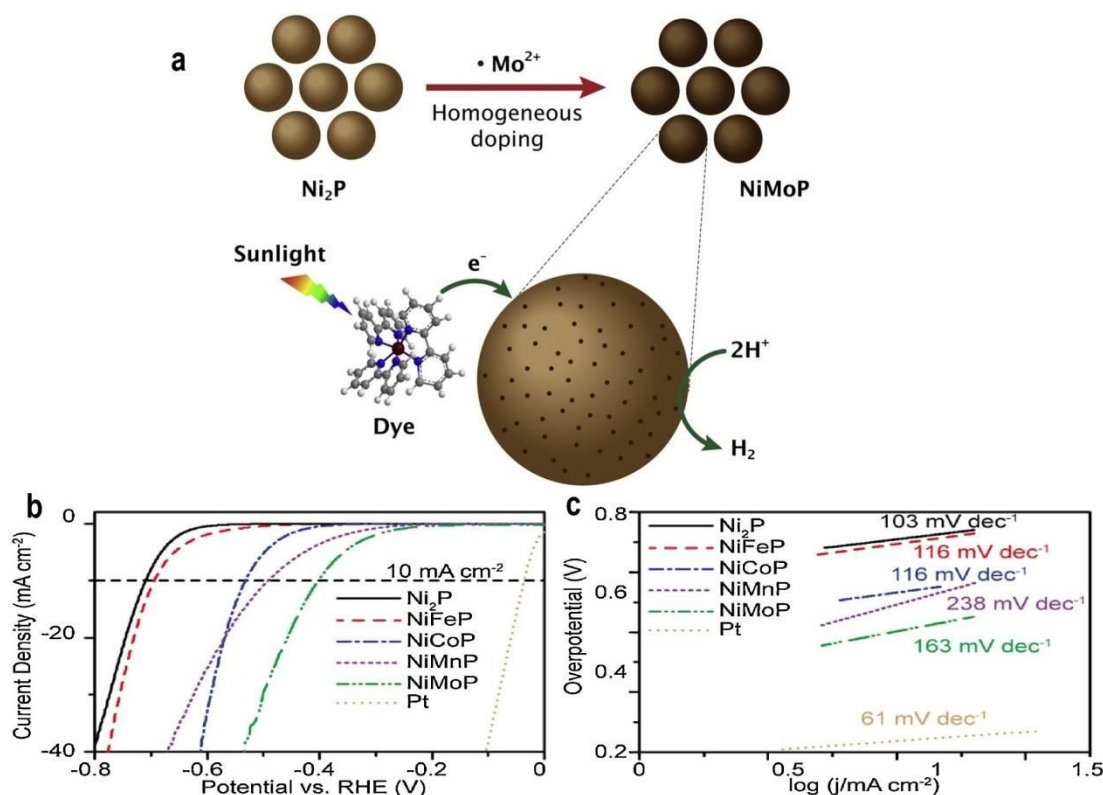 a
• Mo²⁺
Homogeneous
doping
Ni₂P
NiMoP
Sunlight
e⁻
Dye
2H⁺
H₂
b
0
-20
-40
Current Density (mA cm⁻²)
10 mA cm⁻²
Ni₂P
NiFeP
NiCoP
NiMnP
NiMoP
Pt
-0.8
-0.6
-0.4
-0.2
0
Potential vs. RHE (V)
c
0.8
0.6
0.4
0.2
Overpotential (V)
Ni₂P
NiFeP
NiCoP
NiMnP
NiMoP
Pt
103 mV dec⁻¹
116 mV dec⁻¹
116 mV dec⁻¹
238 mV dec⁻¹
163 mV dec⁻¹
61 mV dec⁻¹
0
0.5
1
1.5
log (j/mA cm⁻²)